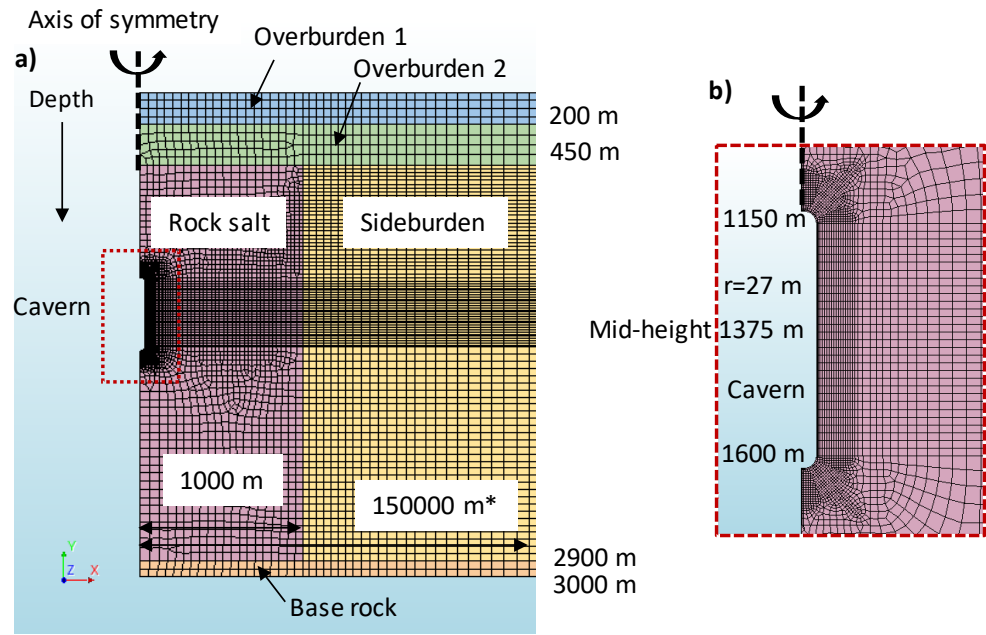 Axis of symmetry
a)
Overburden 1
Overburden 2
Depth
200 m
450 m
Rock salt
Sideburden
Cavern
1000 m
150000 m*
2900 m
3000 m
Base rock
Y
Z
X
b)
1150 m
r=27 m
Mid-height 1375 m
Cavern
1600 m